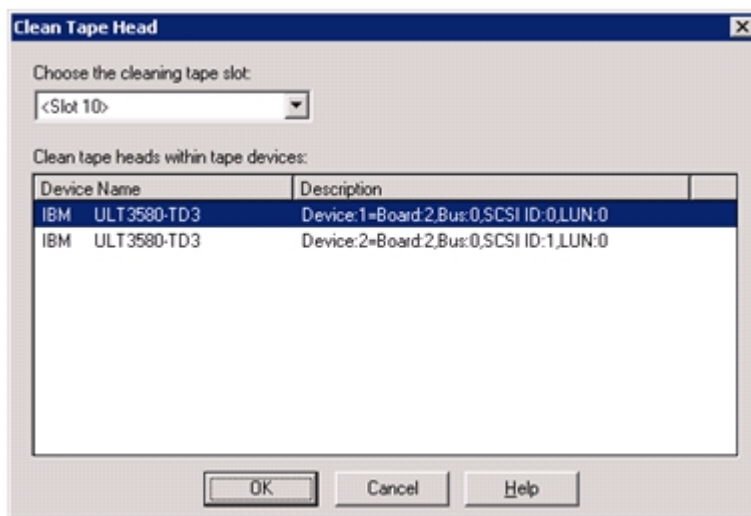 Clean Tape Head
Choose the cleaning tape slot:
<Slot 10>
Clean tape heads within tape devices:
Device Name Description
IBM ULT3580-TD3 Device:1=Board:2,Bus:0,SCSI ID:0,LUN:0
IBM ULT3580-TD3 Device:2=Board:2,Bus:0,SCSI ID:1,LUN:0
OK Cancel Help